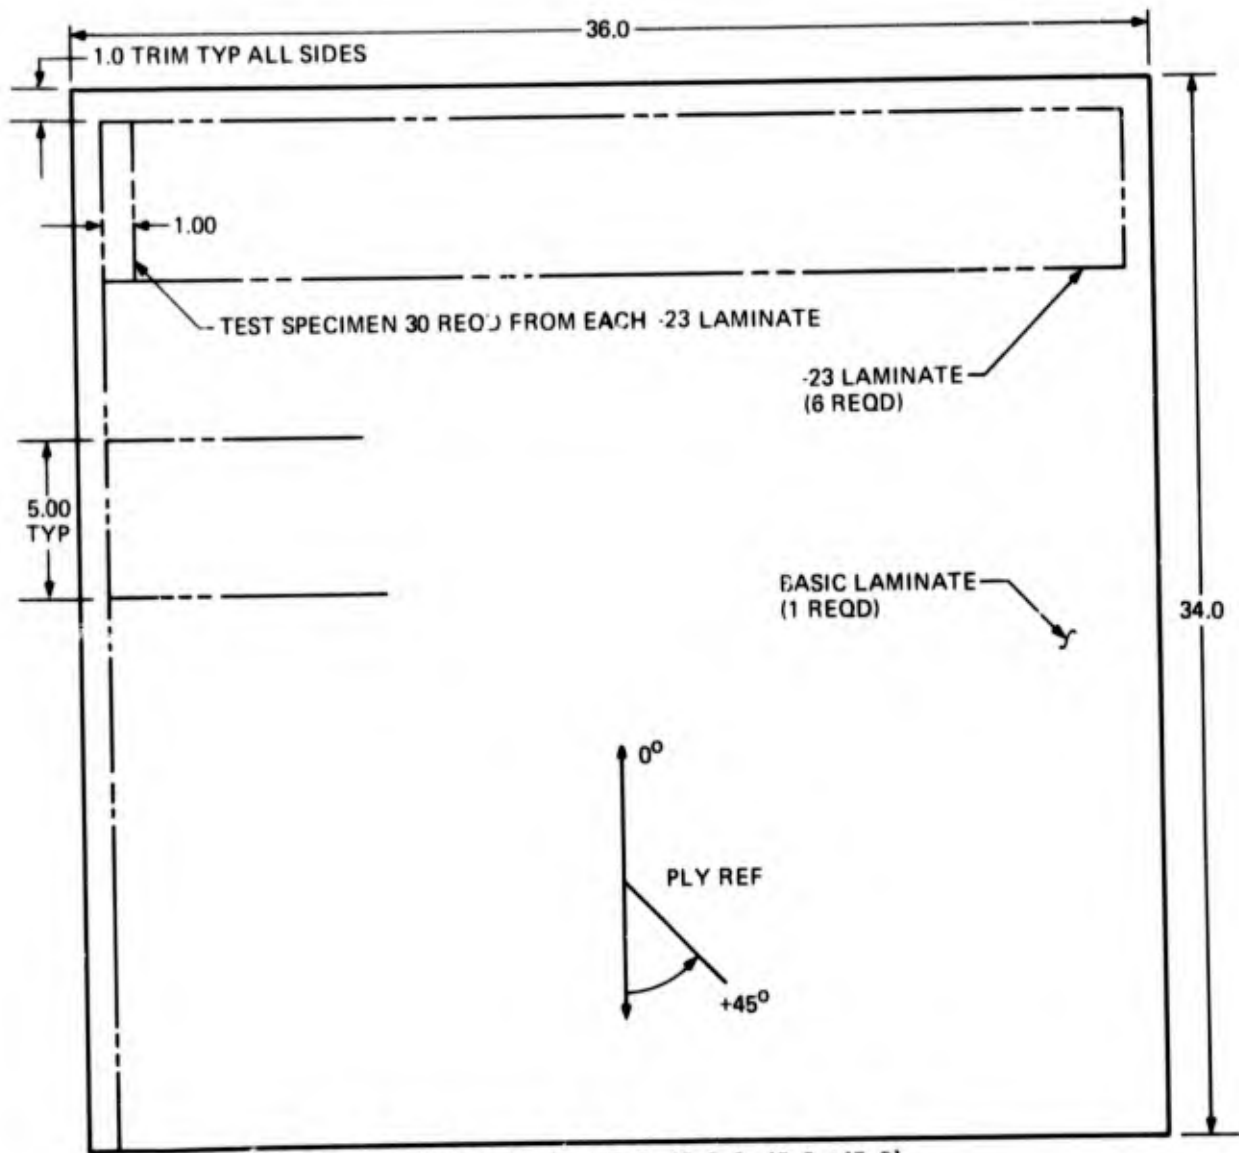 36.0
1.0 TRIM TYP ALL SIDES
1.00
TEST SPECIMEN 30 REQD FROM EACH -23 LAMINATE
-23 LAMINATE
(6 REQD)
5.00
TYP
BASIC LAMINATE
(1 REQD)
34.0
0°
PLY REF
+45°